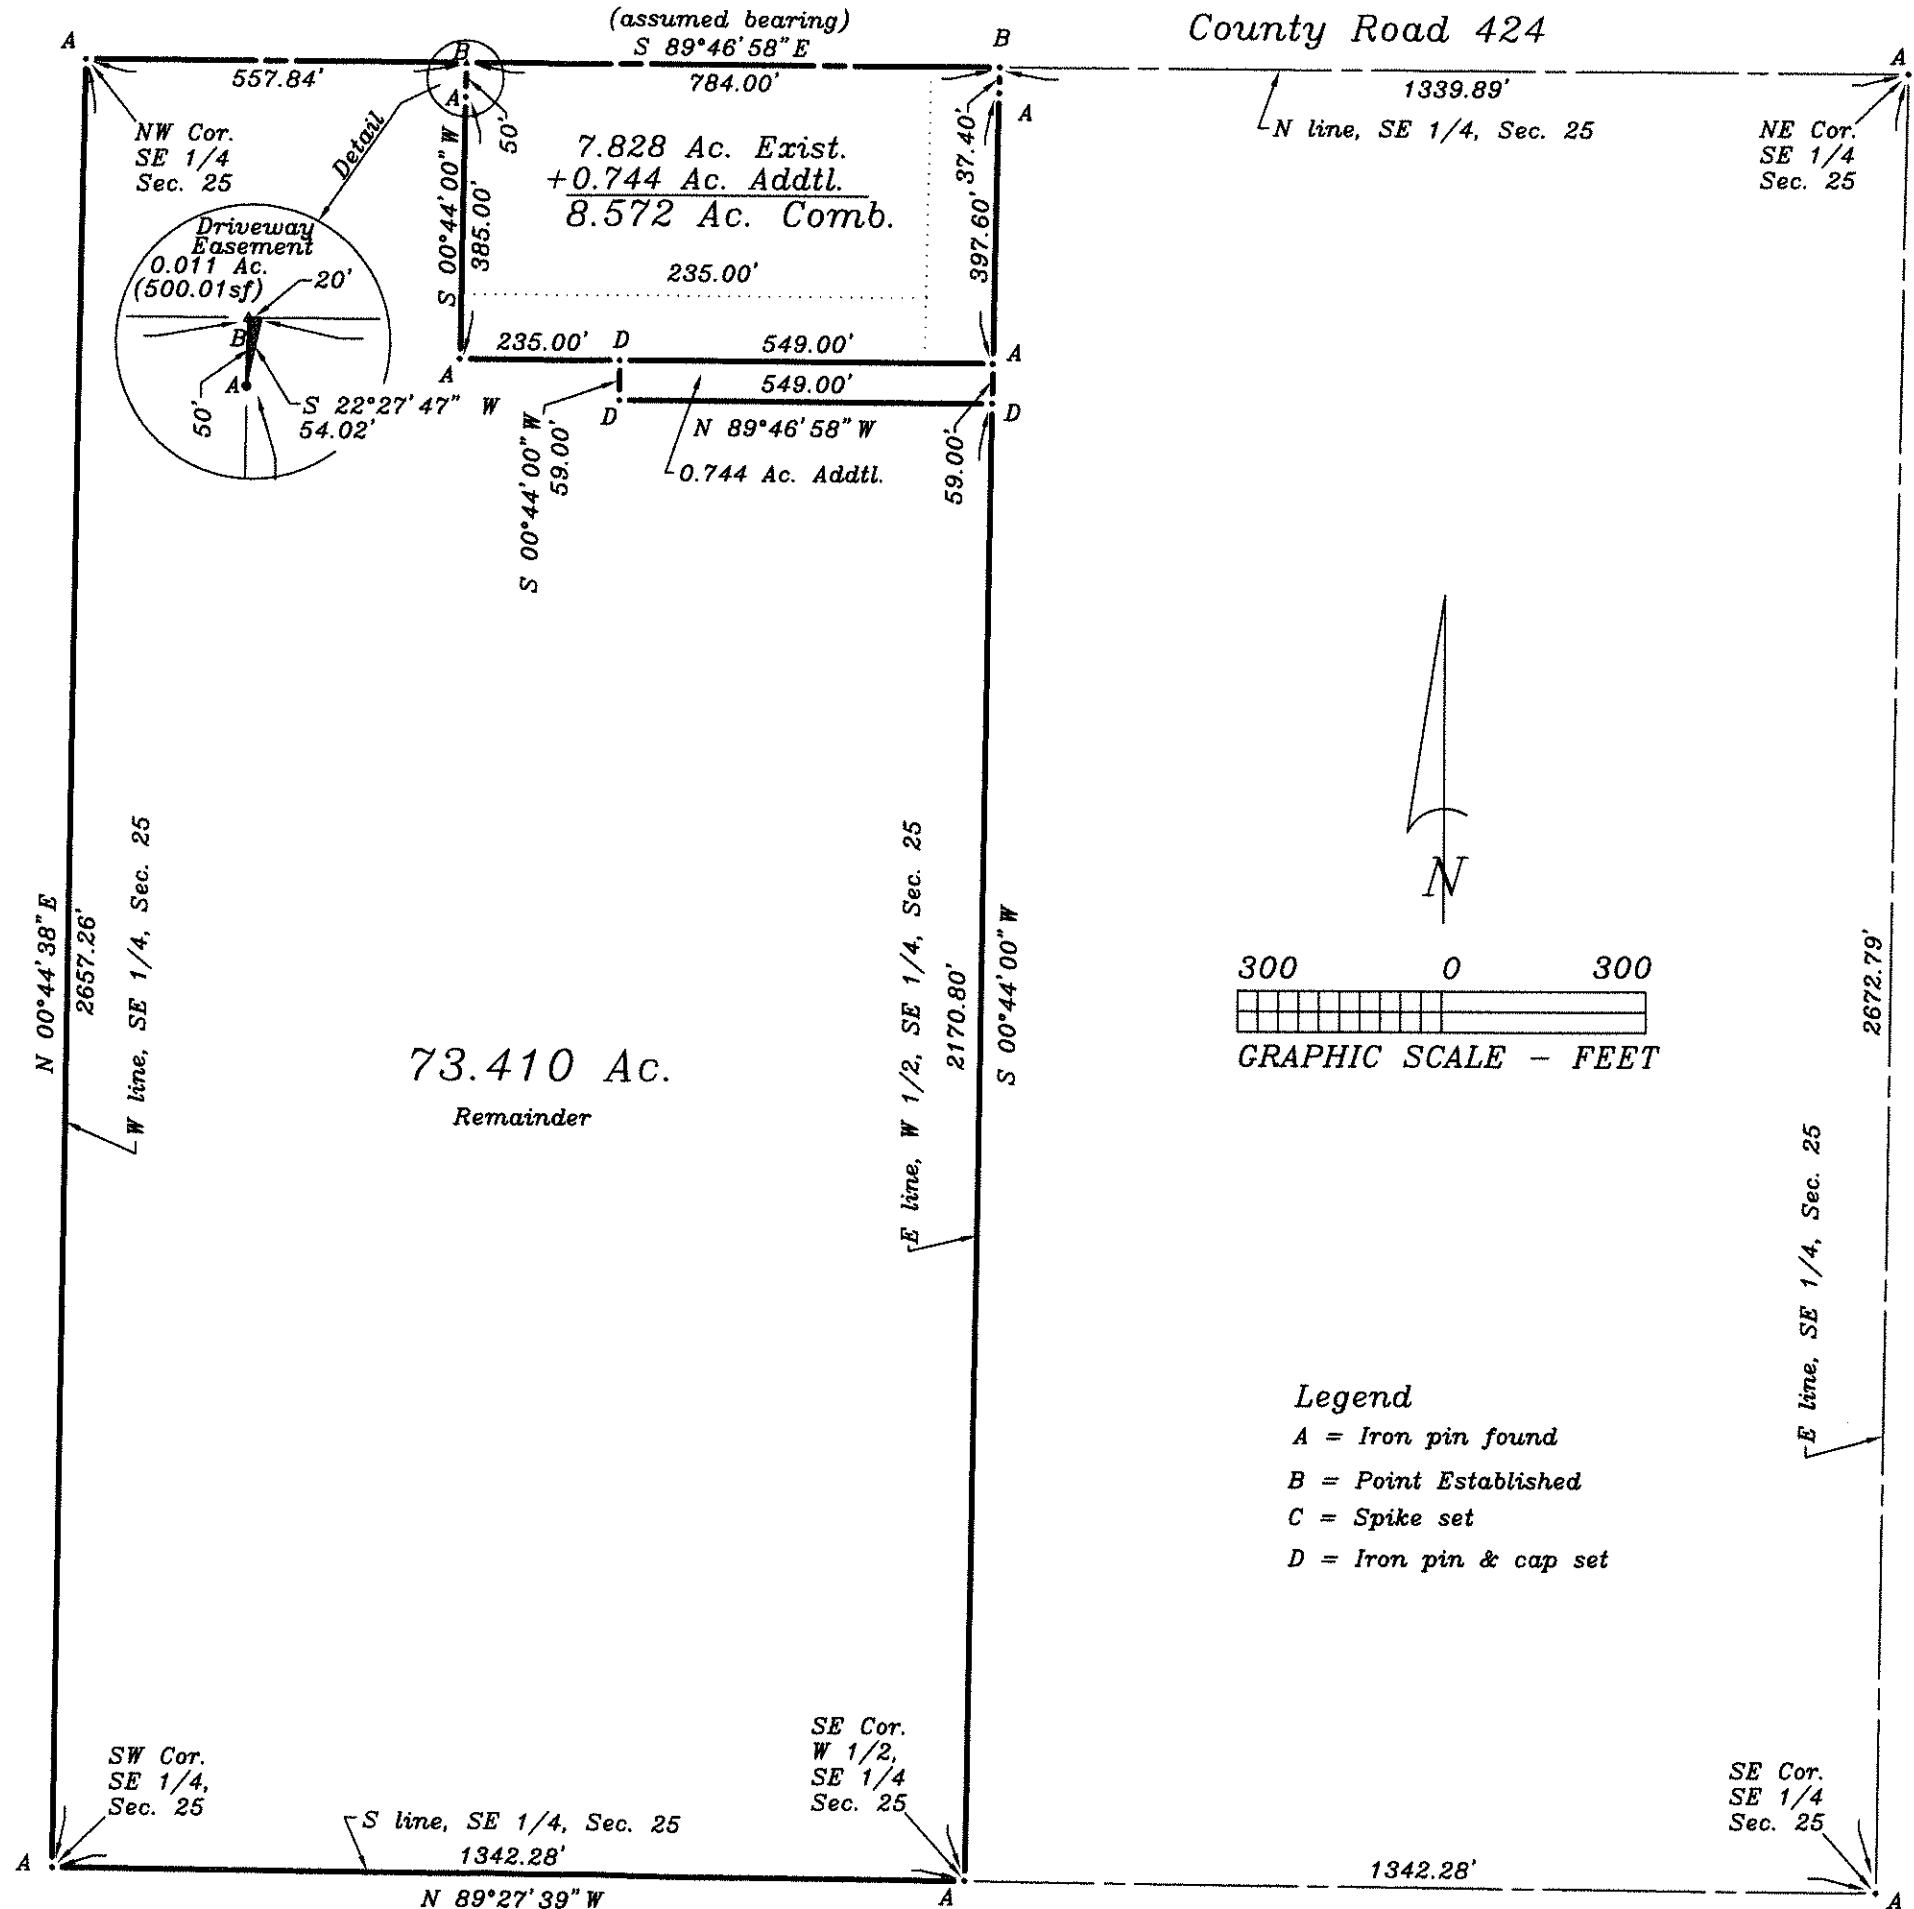 (assumed bearing)
S 89°46'58" E
County Road 424
A
B
B
A
557.84'
784.00'
1339.89'
A
A
50'
37.40'
N line, SE 1/4, Sec. 25
NW Cor.
SE 1/4
Sec. 25
NE Cor.
SE 1/4
Sec. 25
Detail
S 00°44'00" W
385.00'
7.828 Ac. Exist.
+0.744 Ac. Addtl.
8.572 Ac. Comb.
397.60'
235.00'
Driveway
Easement
0.011 Ac.
(500.01sf)
20'
B
A
50'
S 22°27'47" W
54.02'
235.00'
D
549.00'
A
A
549.00'
D
D
N 89°46'58" W
S 00°44'00" W
59.00'
59.00'
0.744 Ac. Addtl.
N 00°44'38" E
2657.26'
W line, SE 1/4, Sec. 25
E line, W 1/2, SE 1/4, Sec. 25
2170.80'
S 00°44'00" W
N
300 0 300
GRAPHIC SCALE - FEET
2672.79'
73.410 Ac.
Remainder
E line, SE 1/4, Sec. 25
Legend
A = Iron pin found
B = Point Established
C = Spike set
D = Iron pin & cap set
SW Cor.
SE 1/4,
Sec. 25
SE Cor.
W 1/2,
SE 1/4
Sec. 25
SE Cor.
SE 1/4
Sec. 25
S line, SE 1/4, Sec. 25
A
1342.28'
1342.28'
N 89°27'39" W
A
A